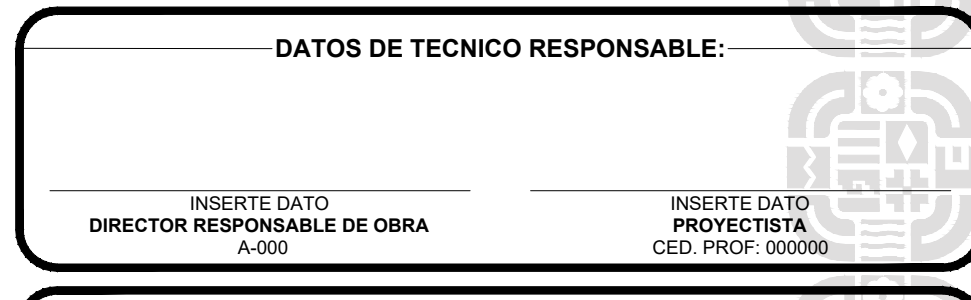 DATOS DE TECNICO RESPONSABLE:
INSERTE DATO
DIRECTOR RESPONSABLE DE OBRA
A-000
INSERTE DATO
PROYECTISTA
CED. PROF: 000000